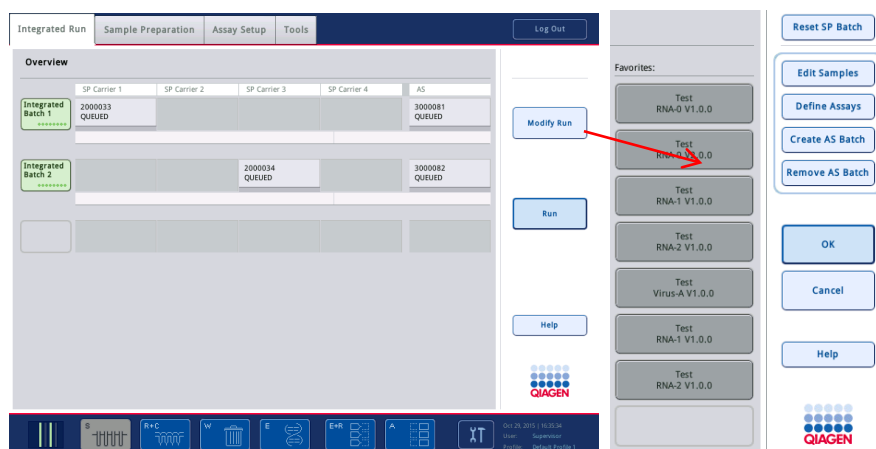 Integrated Run
Sample Preparation
Assay Setup
Tools
Log Out
Overview
SP Carrier 1
SP Carrier 2
SP Carrier 3
SP Carrier 4
AS
Integrated
Batch 1
2000033
QUEUED
3000081
QUEUED
Integrated
Batch 2
2000034
QUEUED
3000082
QUEUED
Modify Run
Run
Help
QIAGEN
S
R+C
W
E
E+R
A
Oct 29, 2015 | 16:35:34
User: Supervisor
Profile: Default Profile 1
Favorites:
Test
RNA-0 V1.0.0
Test
RNA-0 V1.0.0
Test
RNA-1 V1.0.0
Test
RNA-2 V1.0.0
Test
Virus-A V1.0.0
Test
RNA-1 V1.0.0
Test
RNA-2 V1.0.0
Reset SP Batch
Edit Samples
Define Assays
Create AS Batch
Remove AS Batch
OK
Cancel
Help
QIAGEN